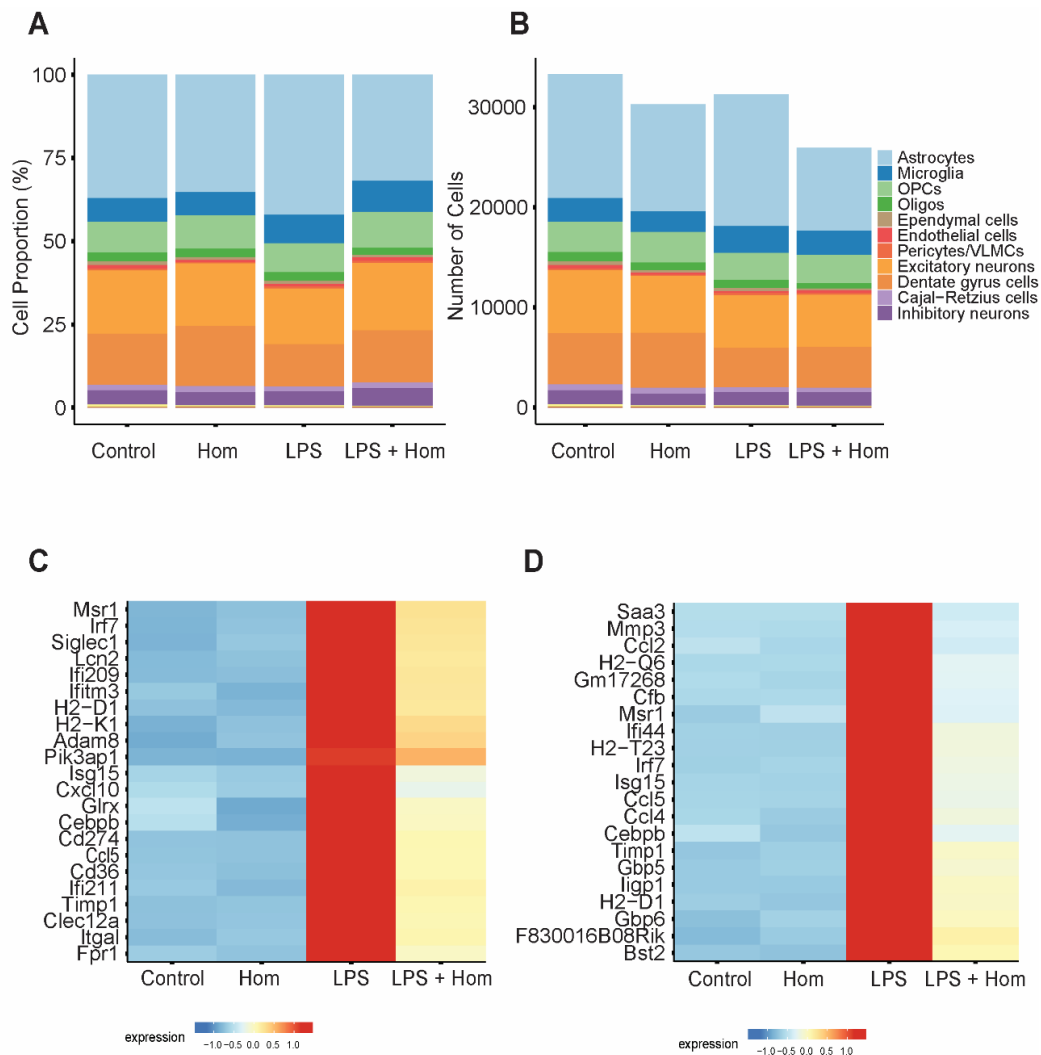 A
B
100
75
50
25
0
Cell Proportion (%)
Control
Hom
LPS
LPS + Hom
30000
20000
10000
0
Number of Cells
Control
Hom
LPS
LPS + Hom
Astrocytes
Microglia
OPCs
Oligos
Ependymal cells
Endothelial cells
Pericytes/VLMCs
Excitatory neurons
Dentate gyrus cells
Cajal−Retzius cells
Inhibitory neurons
C
D
Msr1
Irf7
Siglec1
Lcn2
Ifi209
Ifitm3
H2−D1
H2−K1
Adam8
Pik3ap1
Isg15
Cxcl10
Glrx
Cebpb
Cd274
Ccl5
Cd36
Ifi211
Timp1
Clec12a
Itgal
Fpr1
Control
Hom
LPS
LPS + Hom
expression
−1.0 −0.5 0.0 0.5 1.0
Saa3
Mmp3
Ccl2
H2−Q6
Gm17268
Cfb
Msr1
Ifi44
H2−T23
Irf7
Isg15
Ccl5
Ccl4
Cebpb
Timp1
Gbp5
Iigp1
H2−D1
Gbp6
F830016B08Rik
Bst2
Control
Hom
LPS
LPS + Hom
expression
−1.0 −0.5 0.0 0.5 1.0